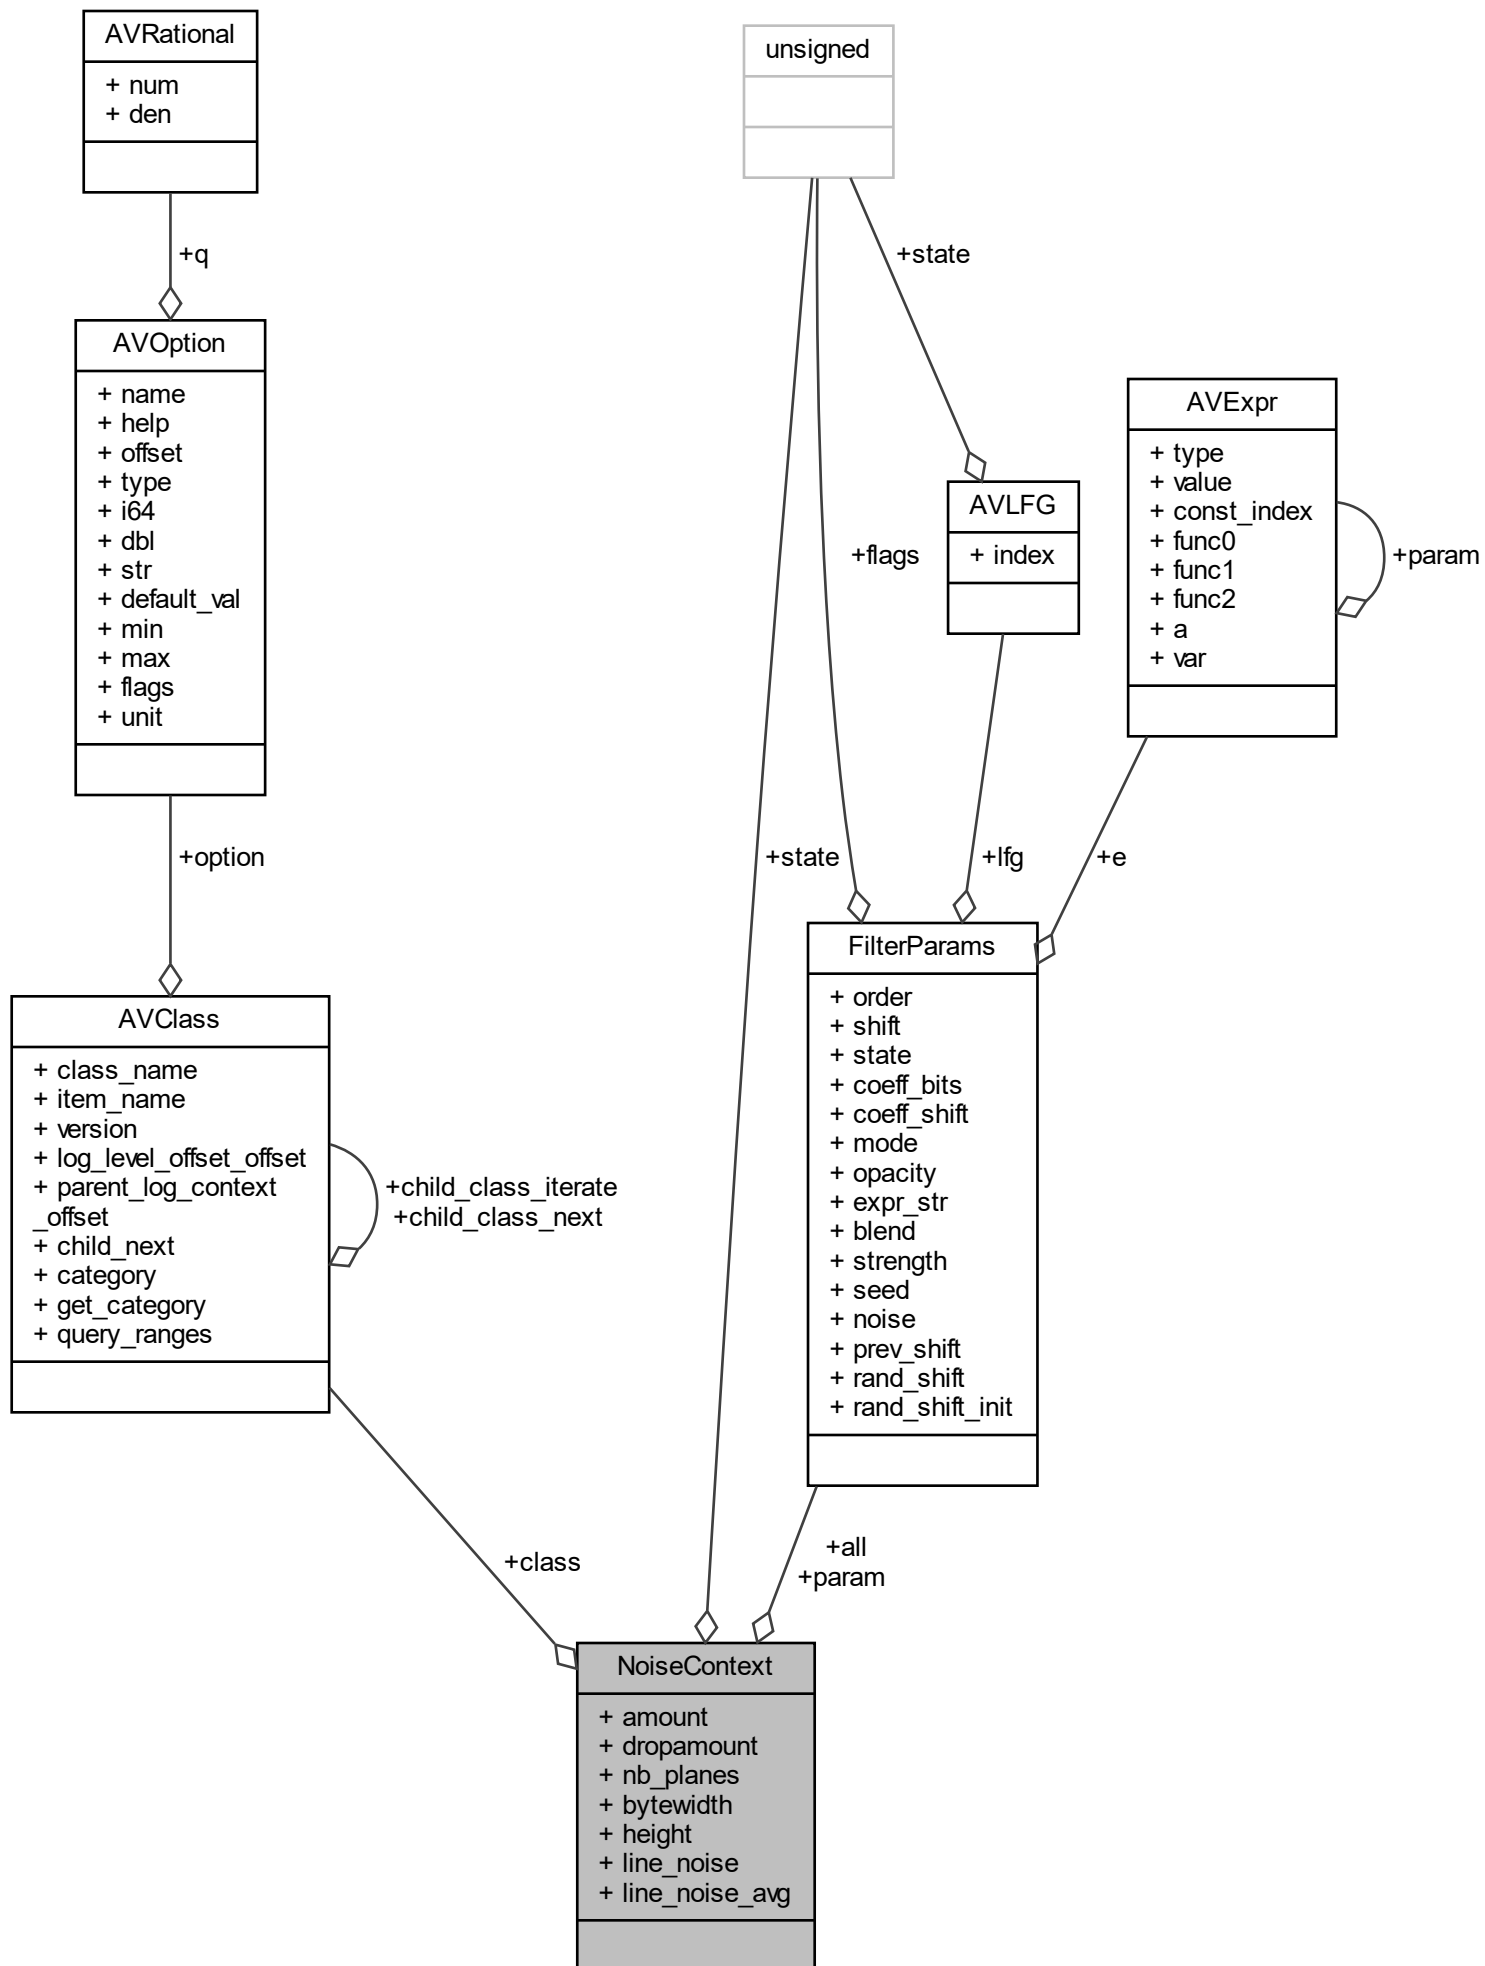 AVRational
+ num
+ den
+q
AVOption
+ name
+ help
+ offset
+ type
+ i64
+ dbl
+ str
+ default_val
+ min
+ max
+ flags
+ unit
+option
AVClass
+ class_name
+ item_name
+ version
+ log_level_offset_offset
+ parent_log_context
_offset
+ child_next
+ category
+ get_category
+ query_ranges
+child_class_iterate
+child_class_next
+class
unsigned
+state
+flags
+state
AVLFG
+ index
+lfg
AVExpr
+ type
+ value
+ const_index
+ func0
+ func1
+ func2
+ a
+ var
+param
+e
FilterParams
+ order
+ shift
+ state
+ coeff_bits
+ coeff_shift
+ mode
+ opacity
+ expr_str
+ blend
+ strength
+ seed
+ noise
+ prev_shift
+ rand_shift
+ rand_shift_init
+all
+param
NoiseContext
+ amount
+ dropamount
+ nb_planes
+ bytewidth
+ height
+ line_noise
+ line_noise_avg